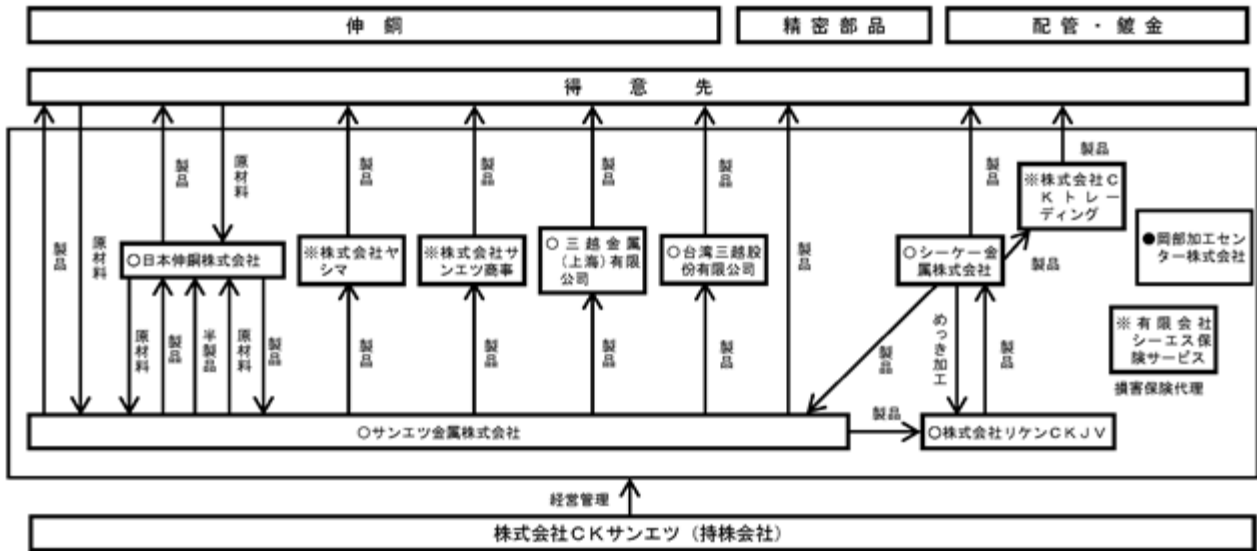 伸 銅
精 密 部 品
配 管 ・ 鍍 金
得 意 先
製品
原材料
製品
原材料
製品
製品
製品
製品
製品
製品
製品
※株式会社C
Kトレー
ディング
○日本伸銅株式会社
※株式会社ヤ
シマ
※株式会社サ
ンエツ商事
○三越金属
（上海）有限
公司
○台湾三越股
份有限公司
○シーケー金
属株式会社
製品
●岡部加工セン
ター株式会社
原材料
製品
半製品
原材料
製品
製品
製品
製品
製品
製品
めっき加工
製品
※有限会社
シーエス保
険サービス
損害保険代理
○サンエツ金属株式会社
製品
○株式会社リケンCKJV
経営管理
株式会社CKサンエツ（持株会社）